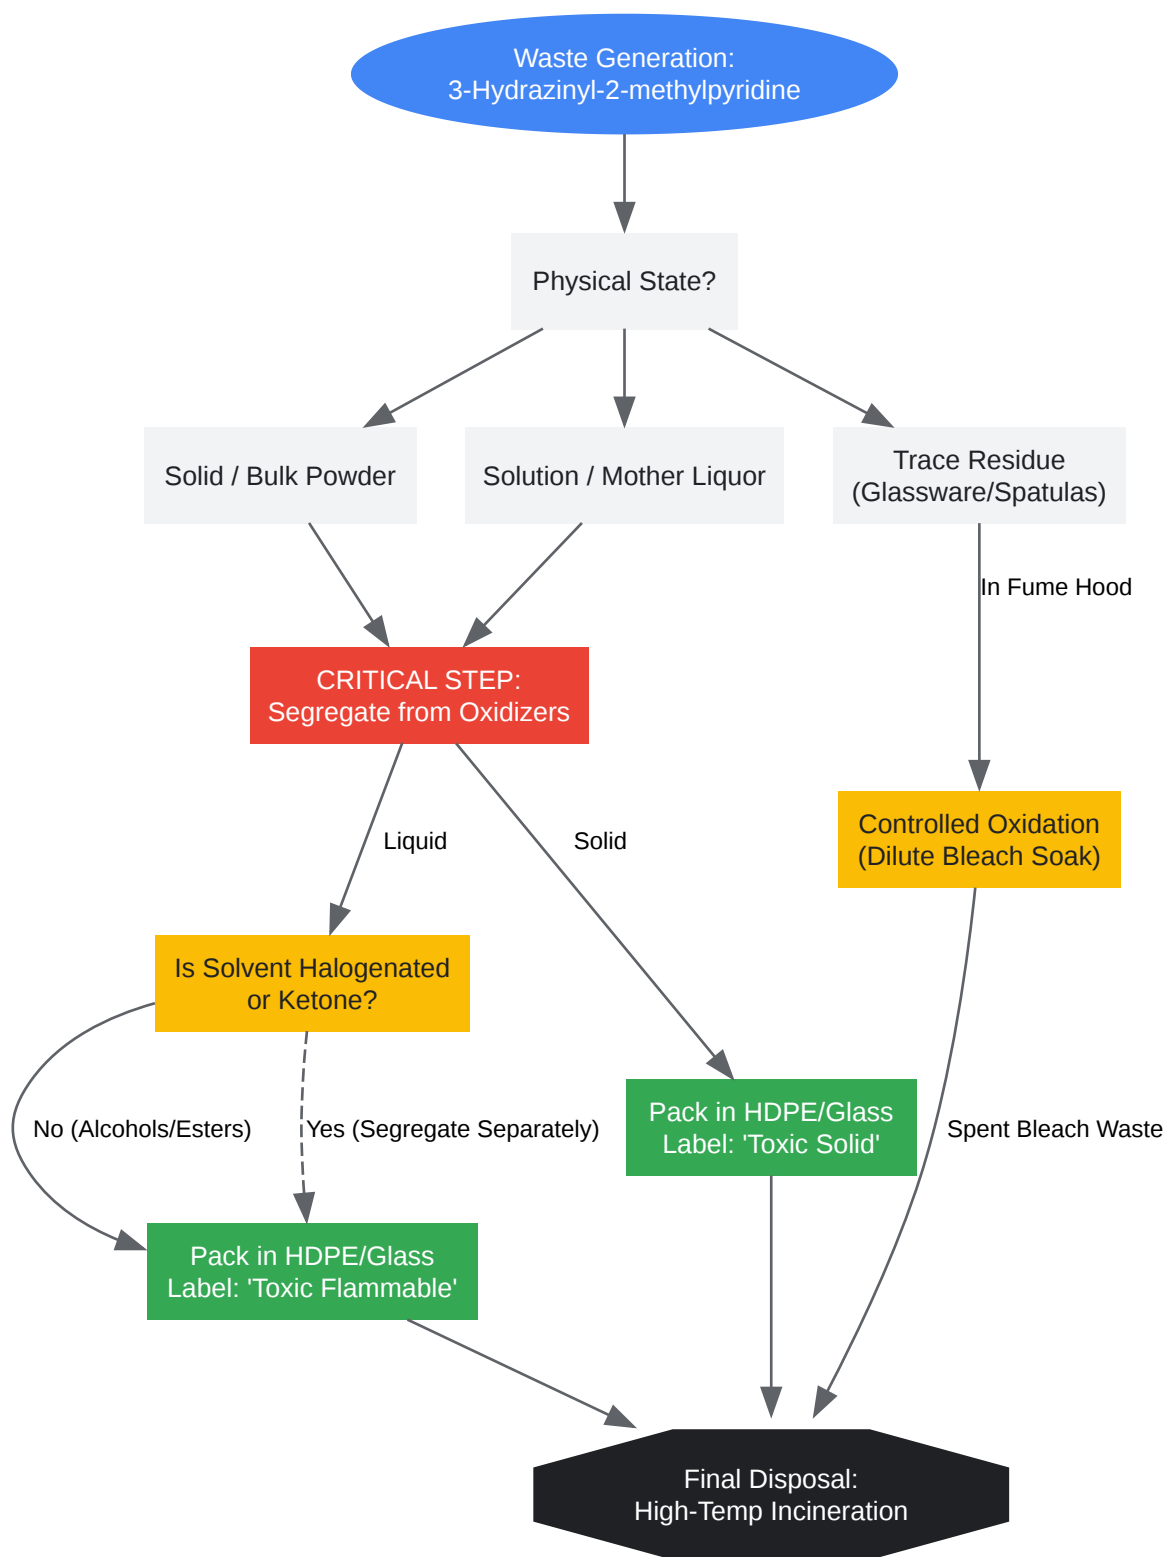 Waste Generation:
3-Hydrazinyl-2-methylpyridine
Physical State?
Solid / Bulk Powder
Solution / Mother Liquor
Trace Residue
(Glassware/Spatulas)
In Fume Hood
CRITICAL STEP:
Segregate from Oxidizers
Liquid
Solid
Controlled Oxidation
(Dilute Bleach Soak)
Is Solvent Halogenated
or Ketone?
No (Alcohols/Esters)
Yes (Segregate Separately)
Pack in HDPE/Glass
Label: 'Toxic Solid'
Spent Bleach Waste
Pack in HDPE/Glass
Label: 'Toxic Flammable'
Final Disposal:
High-Temp Incineration